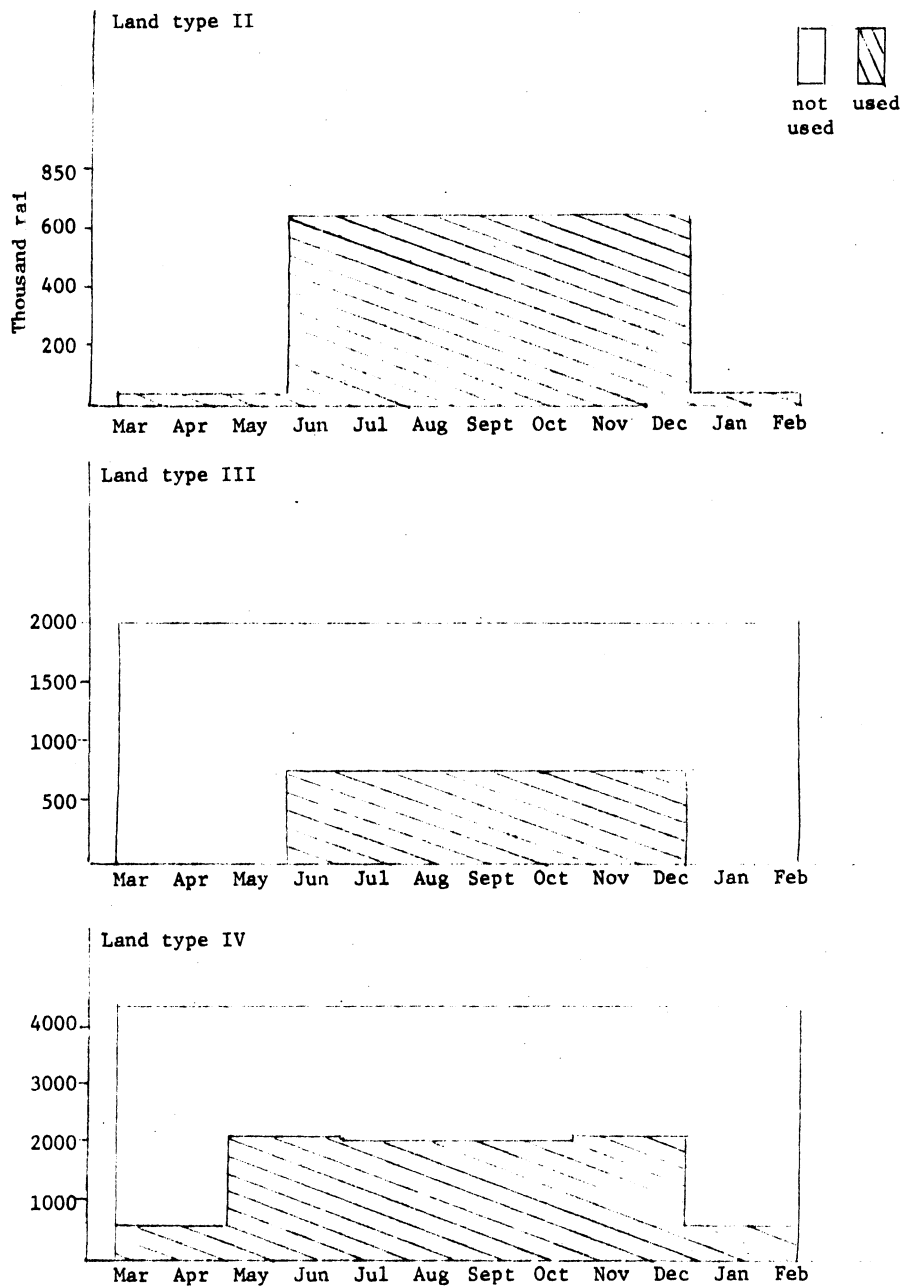 Land type II
not used
used
Thousand rai
850
600
400
200
Mar Apr May Jun Jul Aug Sept Oct Nov Dec Jan Feb
Land type III
2000
1500
1000
500
Mar Apr May Jun Jul Aug Sept Oct Nov Dec Jan Feb
Land type IV
4000
3000
2000
1000
Mar Apr May Jun Jul Aug Sept Oct Nov Dec Jan Feb